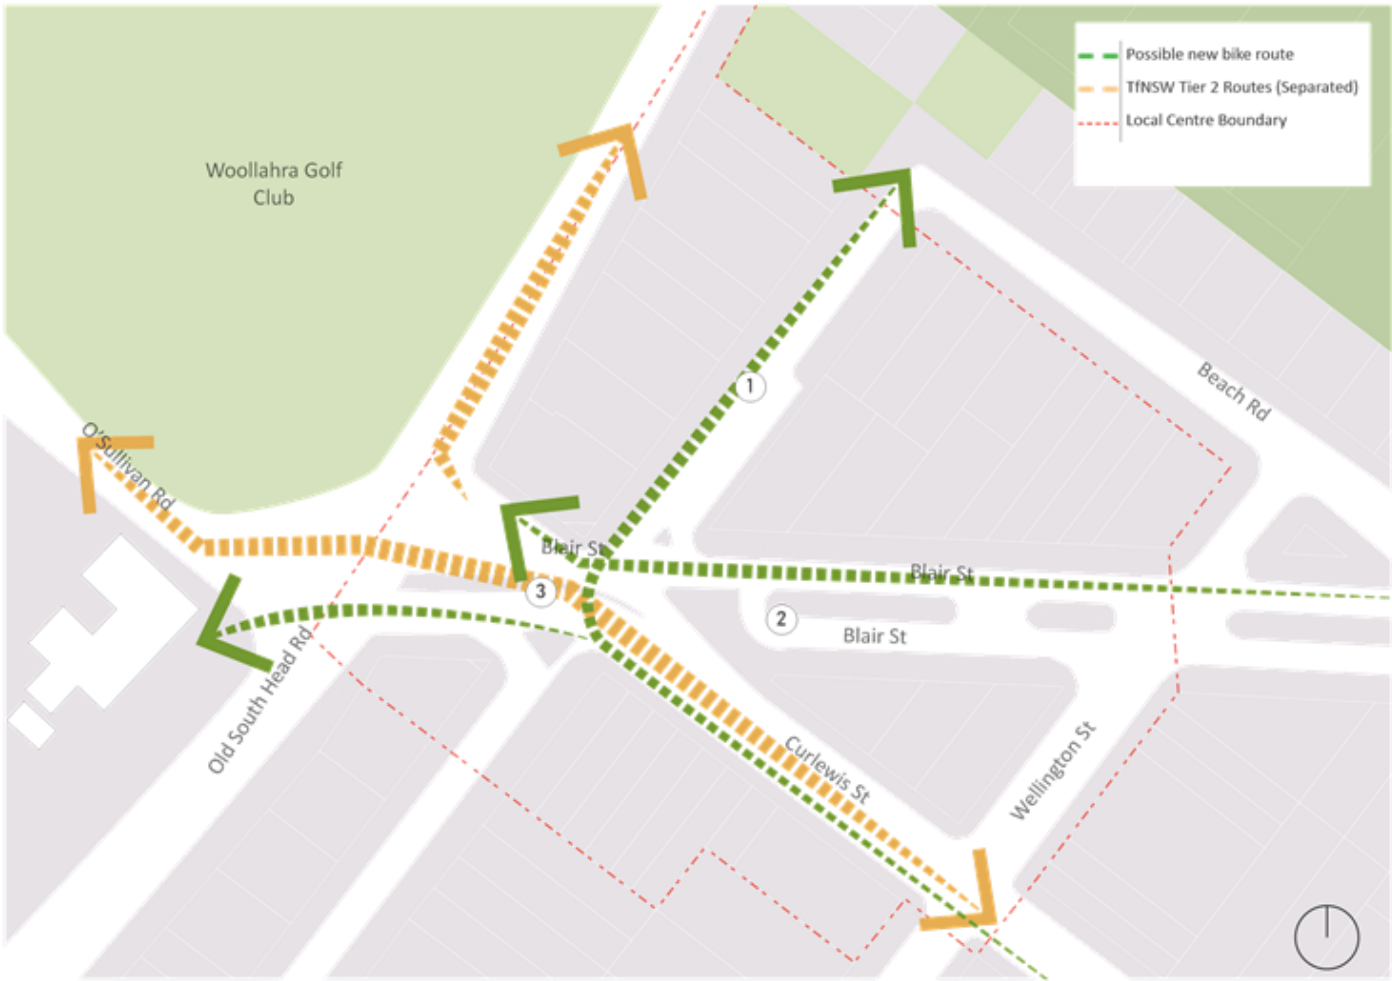 Possible new bike route
TfNSW Tier 2 Routes (Separated)
Local Centre Boundary
Woollahra Golf
Club
Beach Rd
1
O'Sullivan Rd
Blair St
Blair St
3
2
Blair St
Old South Head Rd
Curlewis St
Wellington St